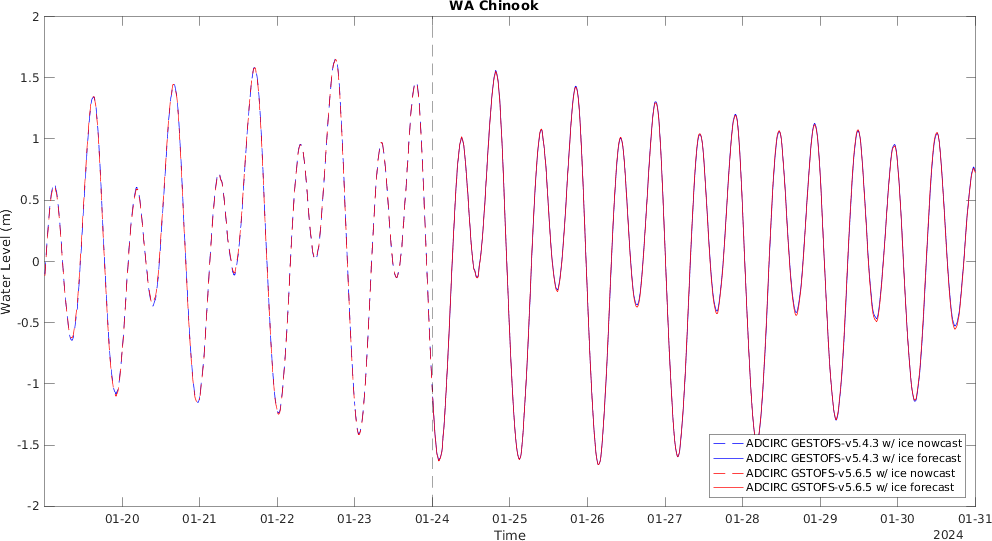 WA Chinook
2
1.5
1
0.5
0
-0.5
-1
-1.5
-2
Water Level (m)
ADCIRC GESTOFS-v5.4.3 w/ ice nowcast
ADCIRC GESTOFS-v5.4.3 w/ ice forecast
ADCIRC GSTOFS-v5.6.5 w/ ice nowcast
ADCIRC GSTOFS-v5.6.5 w/ ice forecast
01-20 01-21 01-22 01-23 01-24 01-25 01-26 01-27 01-28 01-29 01-30 01-31
Time
2024